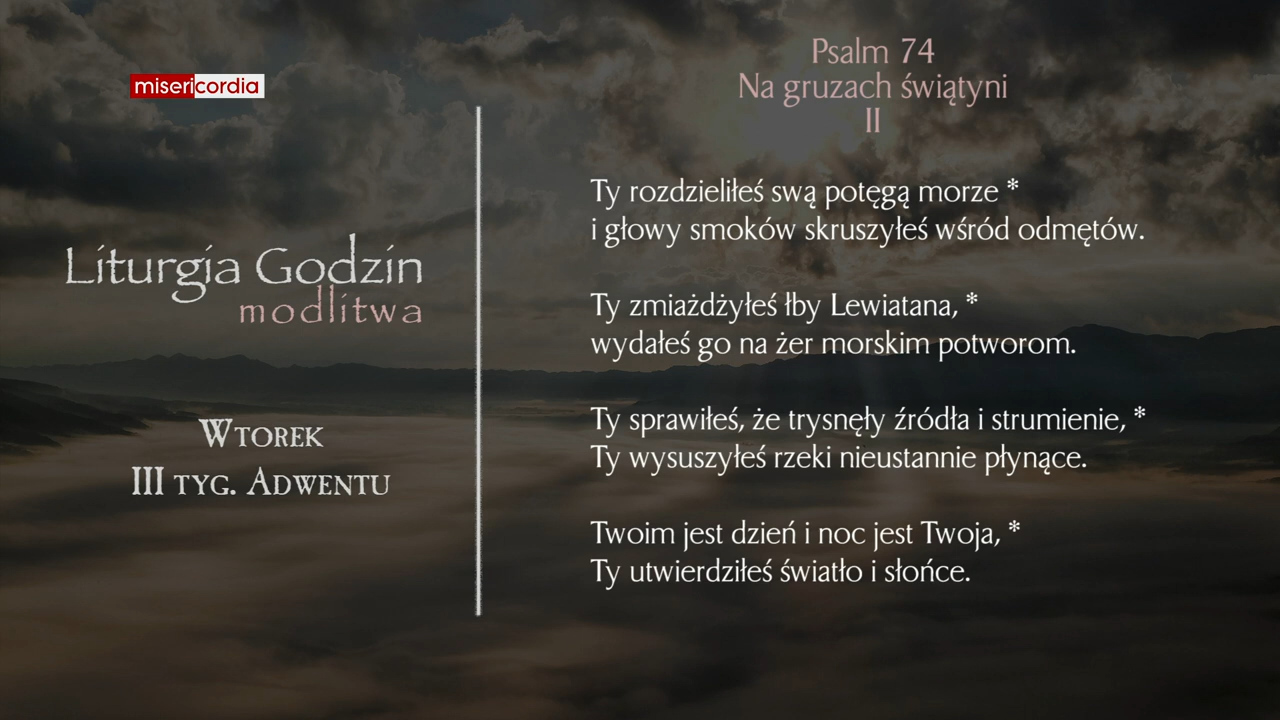 misericordia
Liturgia Godzin
modlitwa
Wtorek
III tyg. Adwentu
Psalm 74
Na gruzach świątyni
II
Ty rozdzieliłeś swą potęgą morze *
i głowy smoków skruszyłeś wśród odmętów.
Ty zmiażdżyłeś łby Lewiatana, *
wydałeś go na żer morskim potworom.
Ty sprawiłeś, że trysnęły źródła i strumienie, *
Ty wysuszyłeś rzeki nieustannie płynące.
Twoim jest dzień i noc jest Twoja, *
Ty utwierdziłeś światło i słońce.